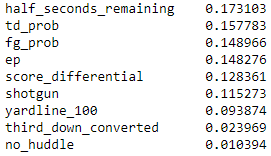 half_seconds_remaining 0.173103
td_prob 0.157783
fg_prob 0.148966
ep 0.148276
score_differential 0.128361
shotgun 0.115273
yardline_100 0.093874
third_down_converted 0.023969
no_huddle 0.010394